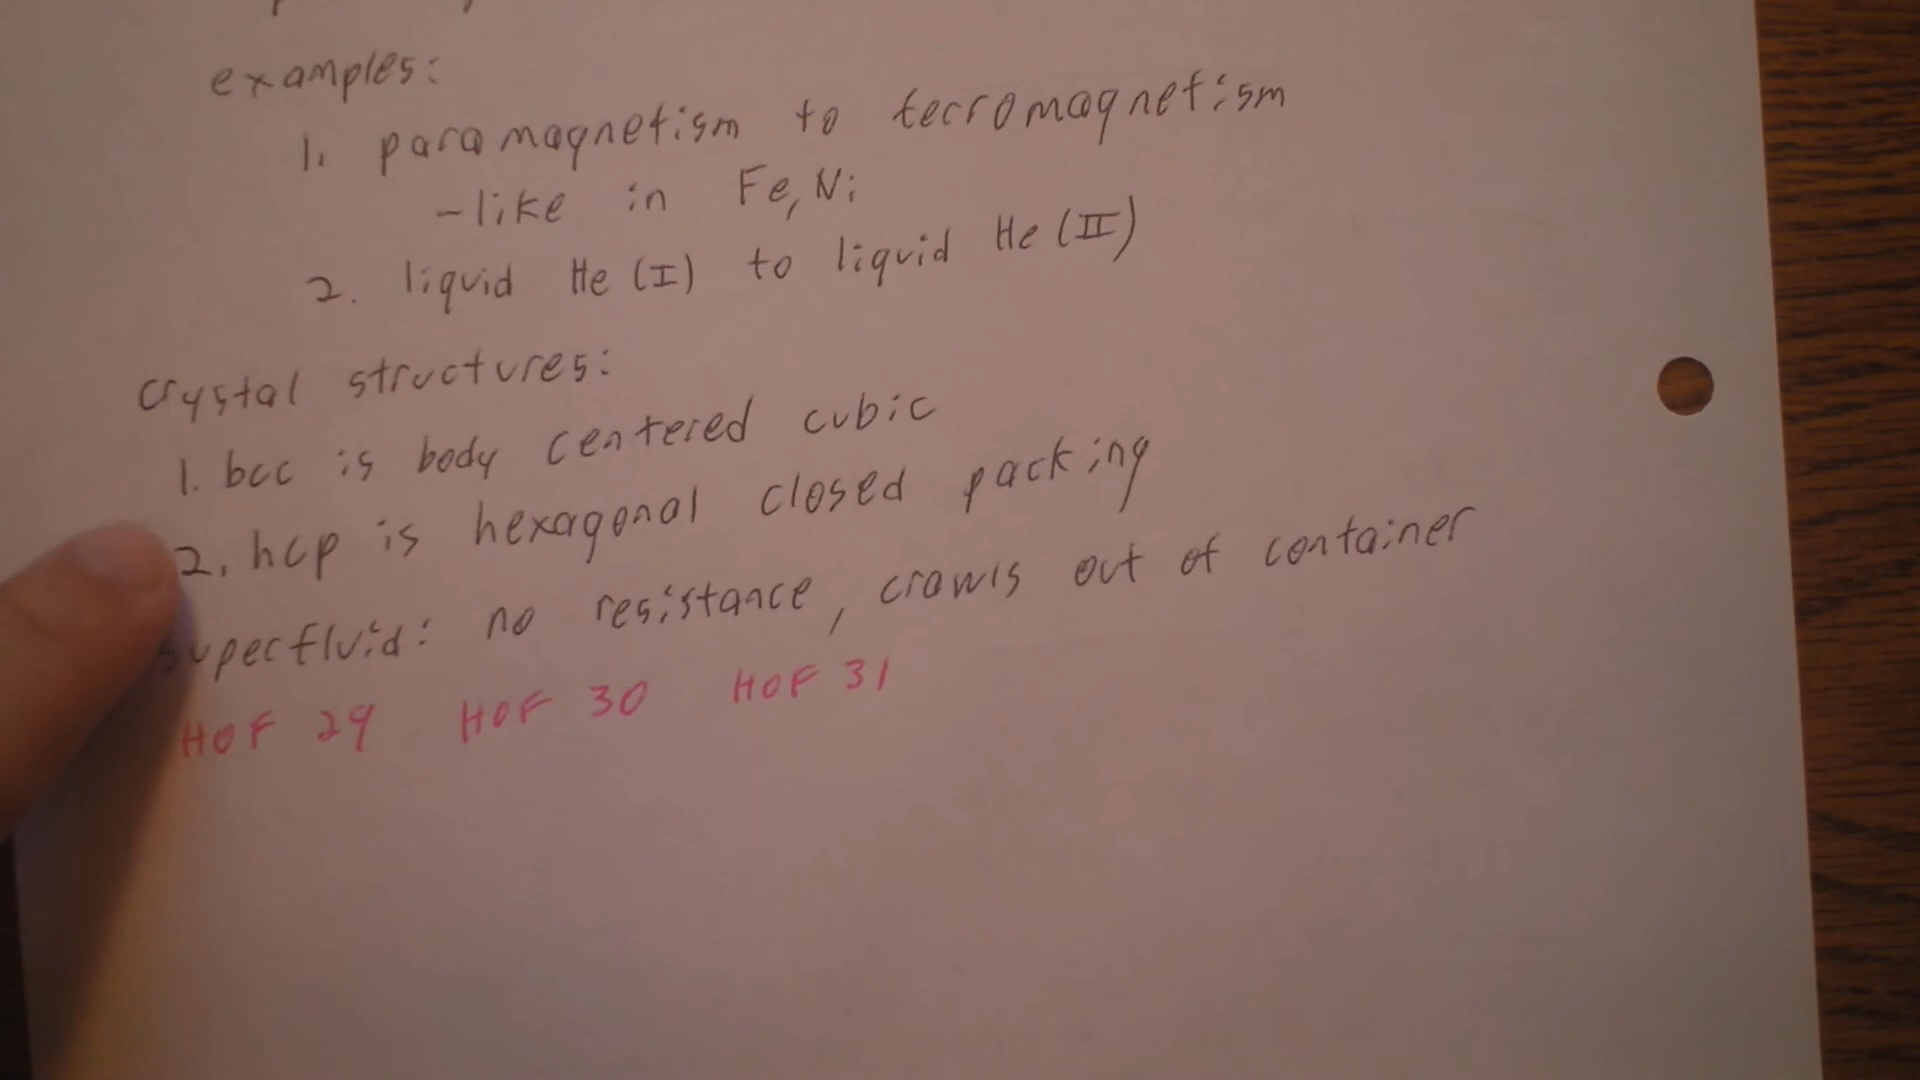 examples:
1. paramagnetism to ferromagnetism
-like in Fe, Ni
2. liquid He (I) to liquid He (II)
crystal structures:
1. bcc is body centered cubic
2. hcp is hexagonal closed packing
superfluid: no resistance, crawls out of container
HOF 29 HOF 30 HOF 31